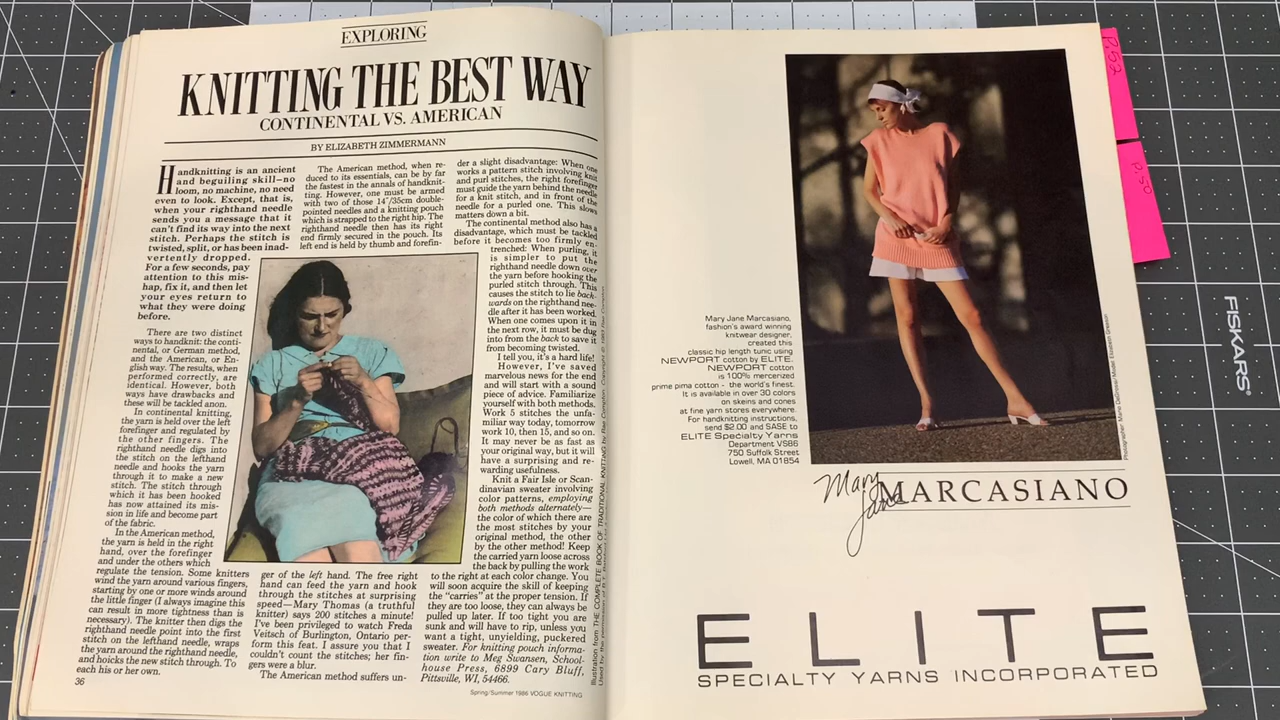 EXPLORING
KNITTING THE BEST WAY
CONTINENTAL VS. AMERICAN
BY ELIZABETH ZIMMERMANN
Handknitting is an ancient
and beguiling skill—no
loom, no machine, no need
even to look. Except, that is,
when your righthand needle
sends you a message that it
can't find its way into the next
stitch. Perhaps the stitch is
twisted, split, or has been inad-
vertently dropped.
For a few seconds, pay
attention to this mis-
hap, fix it, and then let
your eyes return to
what they were doing
before.
There are two distinct
ways to handknit: the conti-
nental, or German method,
and the American, or En-
glish way. The results, when
performed correctly, are
identical. However, both
ways have drawbacks and
these will be tackled anon.
In continental knitting,
the yarn is held over the left
forefinger and regulated by
the other fingers. The
righthand needle digs into
the stitch on the lefthand
needle and hooks the yarn
through it to make a new
stitch. The stitch through
which it has been hooked
has now attained its mis-
sion in life and become part
of the fabric.
In the American method,
the yarn is held in the right
hand, over the forefinger
and under the others which
regulate the tension. Some knitters
wind the yarn around various fingers,
starting by one or more winds around
the little finger (I always imagine this
can result in more tightness than is
necessary). The knitter then digs the
righthand needle point into the first
stitch on the lefthand needle, wraps
the yarn around the righthand needle,
and hoicks the new stitch through. To
each his or her own.
The American method, when re-
duced to its essentials, can be by far
the fastest in the annals of handknit-
ting. However, one must be armed
with two of those 14"/35cm double-
pointed needles and a knitting pouch
which is strapped to the right hip. The
righthand needle then has its right
end firmly secured in the pouch. Its
left end is held by thumb and forefin-
ger of the left hand. The free right
hand can feed the yarn and hook
through the stitches at surprising
speed—Mary Thomas (a truthful
knitter) says 200 stitches a minute!
I've been privileged to watch Freda
Veitsch of Burlington, Ontario per-
form this feat. I assure you that I
couldn't count the stitches; her fin-
gers were a blur.
The American method suffers un-
der a slight disadvantage: When one
works a pattern stitch involving knit
and purl stitches, the right forefinger
must guide the yarn behind the needle
for a knit stitch, and in front of the
needle for a purled one. This slows
matters down a bit.
The continental method also has a
disadvantage, which must be tackled
before it becomes too firmly en-
trenched: When purling, it
is simpler to put the
righthand needle down over
the yarn before hooking the
purled stitch through. This
causes the stitch to lie back-
wards on the righthand nee-
dle after it has been worked.
When one comes upon it in
the next row, it must be dug
into from the back to save it
from becoming twisted.
I tell you, it's a hard life!
However, I've saved
marvelous news for the end
and will start with a sound
piece of advice. Familiarize
yourself with both methods.
Work 5 stitches the unfa-
miliar way today, tomorrow
work 10, then 15, and so on.
It may never be as fast as
your original way, but it will
have a surprising and re-
warding usefulness.
Knit a Fair Isle or Scan-
dinavian sweater involving
color patterns, employing
both methods alternately—
the color of which there are
the most stitches by your
original method, the other
by the other method! Keep
the carried yarn loose across
the back by pulling the work
to the right at each color change. You
will soon acquire the skill of keeping
the "carries" at the proper tension. If
they are too loose, they can always be
pulled up later. If too tight you are
sunk and will have to rip, unless you
want a tight, unyielding, puckered
sweater. For knitting pouch informa-
tion write to Meg Swansen, School-
house Press, 6899 Cary Bluff,
Pittsville, WI, 54466.
Illustration from THE COMPLETE BOOK OF TRADITIONAL KNITTING
36
Spring/Summer 1986 VOGUE KNITTING
Mary Jane Marcasiano,
fashion's award winning
knitwear designer,
created this
classic hip length tunic using
NEWPORT cotton by ELITE.
NEWPORT cotton
is 100% mercerized
prime pima cotton - the world's finest.
It is available in over 30 colors
on skeins and cones
at fine yarn stores everywhere.
For handknitting instructions,
send $2.00 and SASE to
ELITE Specialty Yarns
Department VS86
750 Suffolk Street
Lowell, MA 01854
Mary Jane MARCASIANO
ELITE
SPECIALTY YARNS INCORPORATED
p.52
p.50
FISKARS